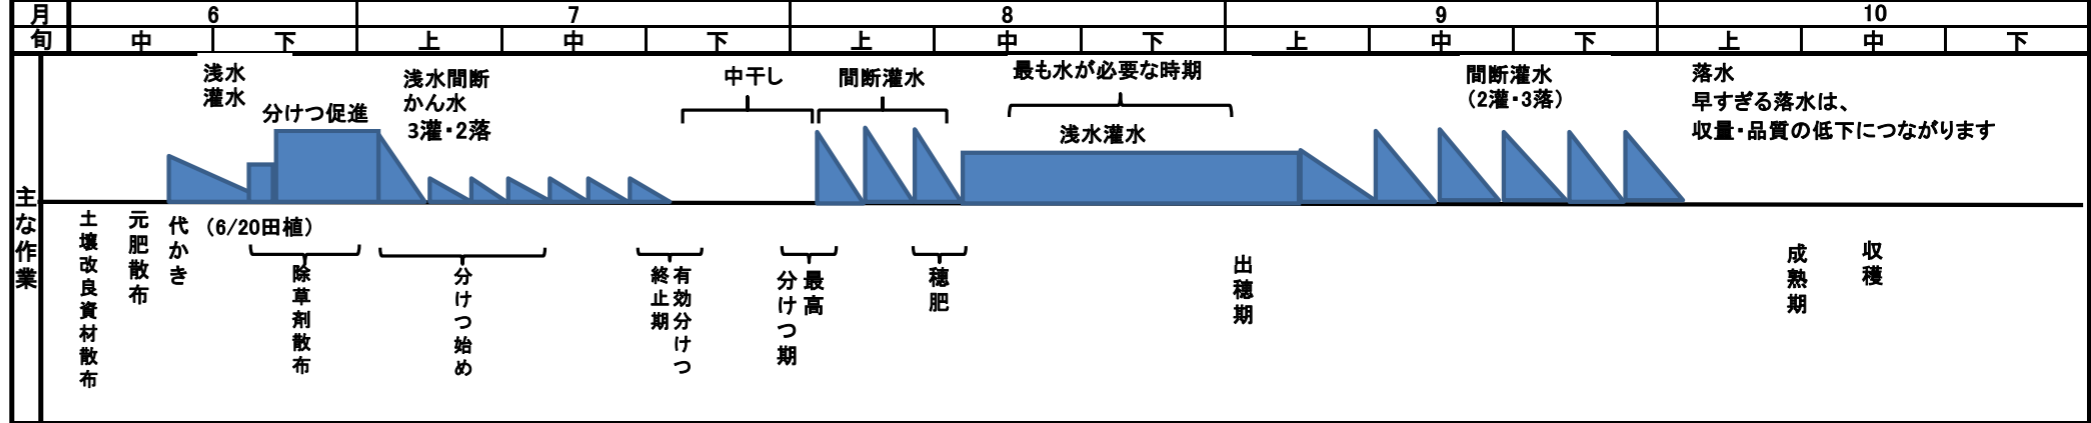 月 6 7 8 9 10
旬 中 下 上 中 下 上 中 下 上 中 下 上 中 下
主な作業
浅水
灌水
分けつ促進
浅水間断
かん水
3灌・2落
中干し
間断灌水
最も水が必要な時期
浅水灌水
間断灌水
（2灌・3落）
落水
早すぎる落水は、
収量・品質の低下につながります
土壌改良資材散布
元肥散布
代かき
（6/20田植）
除草剤散布
分けつ始め
有効分けつ
終止期
最高
分けつ期
穂肥
出穂期
成熟期
収穫